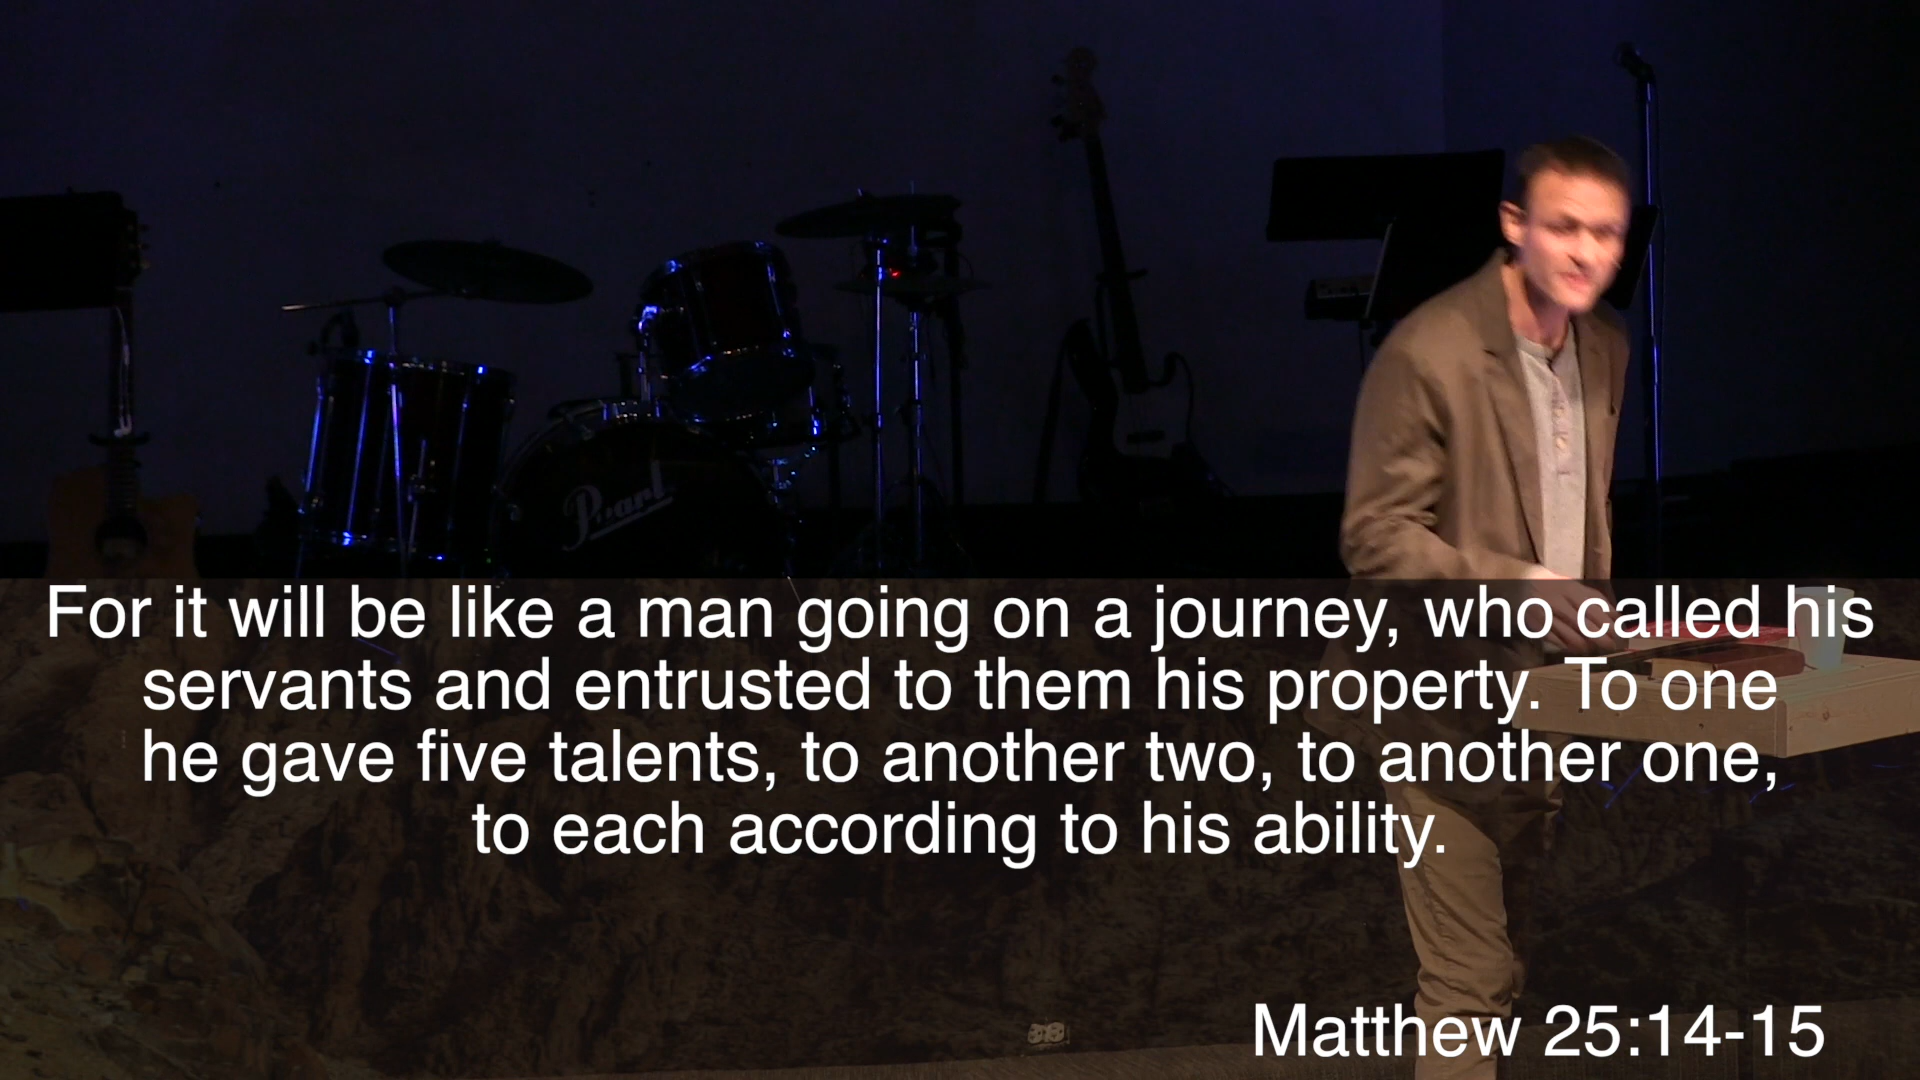 Pearl
For it will be like a man going on a journey, who called his
servants and entrusted to them his property. To one
he gave five talents, to another two, to another one,
to each according to his ability.
Matthew 25:14-15